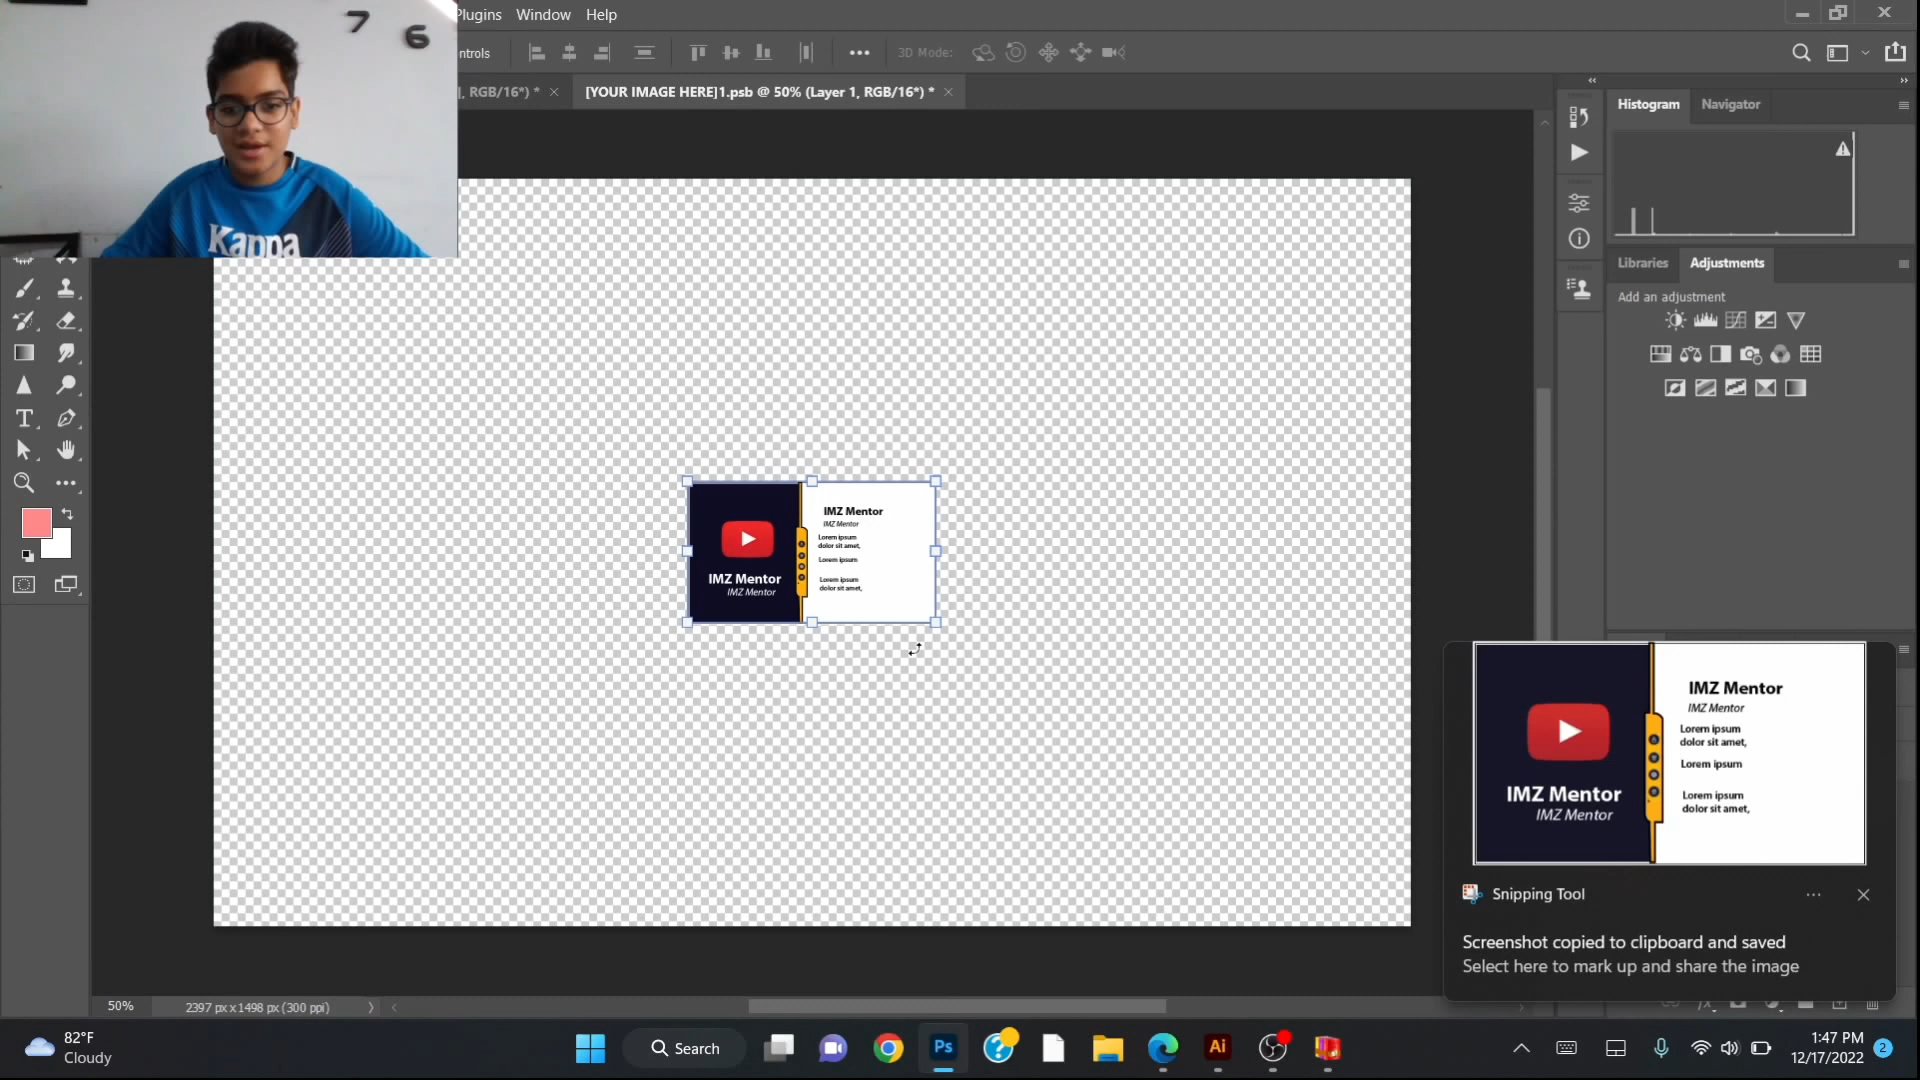 7 6
Kappa
Plugins Window Help
ntrols
3D Mode:
, RGB/16*) * ×
[YOUR IMAGE HERE]1.psb @ 50% (Layer 1, RGB/16*) * ×
Histogram Navigator
Libraries Adjustments
Add an adjustment
IMZ Mentor
IMZ Mentor
IMZ Mentor
IMZ Mentor
Lorem ipsum
dolor sit amet,
Lorem ipsum
Lorem ipsum
dolor sit amet,
IMZ Mentor
IMZ Mentor
IMZ Mentor
IMZ Mentor
Lorem ipsum
dolor sit amet,
Lorem ipsum
Lorem ipsum
dolor sit amet,
Snipping Tool
Screenshot copied to clipboard and saved
Select here to mark up and share the image
50% 2397 px x 1498 px (300 ppi)
82°F
Cloudy
Search
Ps
Ai
1:47 PM
12/17/2022
2